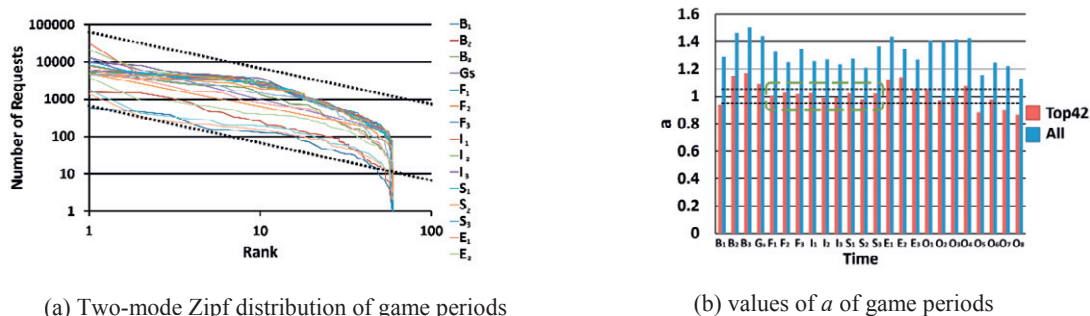 100000
10000
1000
100
10
1
Number of Requests
1 10 100
Rank
B₁
B₂
B₃
Gs
F₁
F₂
F₃
I₁
I₂
I₃
S₁
S₂
S₃
E₁
E₂
(a) Two-mode Zipf distribution of game periods
1.6
1.4
1.2
1
0.8
0.6
0.4
0.2
0
a
B₁ B₂ B₃ Gₛ F₁ F₂ F₃ I₁ I₂ I₃ S₁ S₂ S₃ E₁ E₂ E₃ O₁ O₂ O₃ O₄ O₅ O₆ O₇ O₈
Time
Top42
All
(b) values of a of game periods